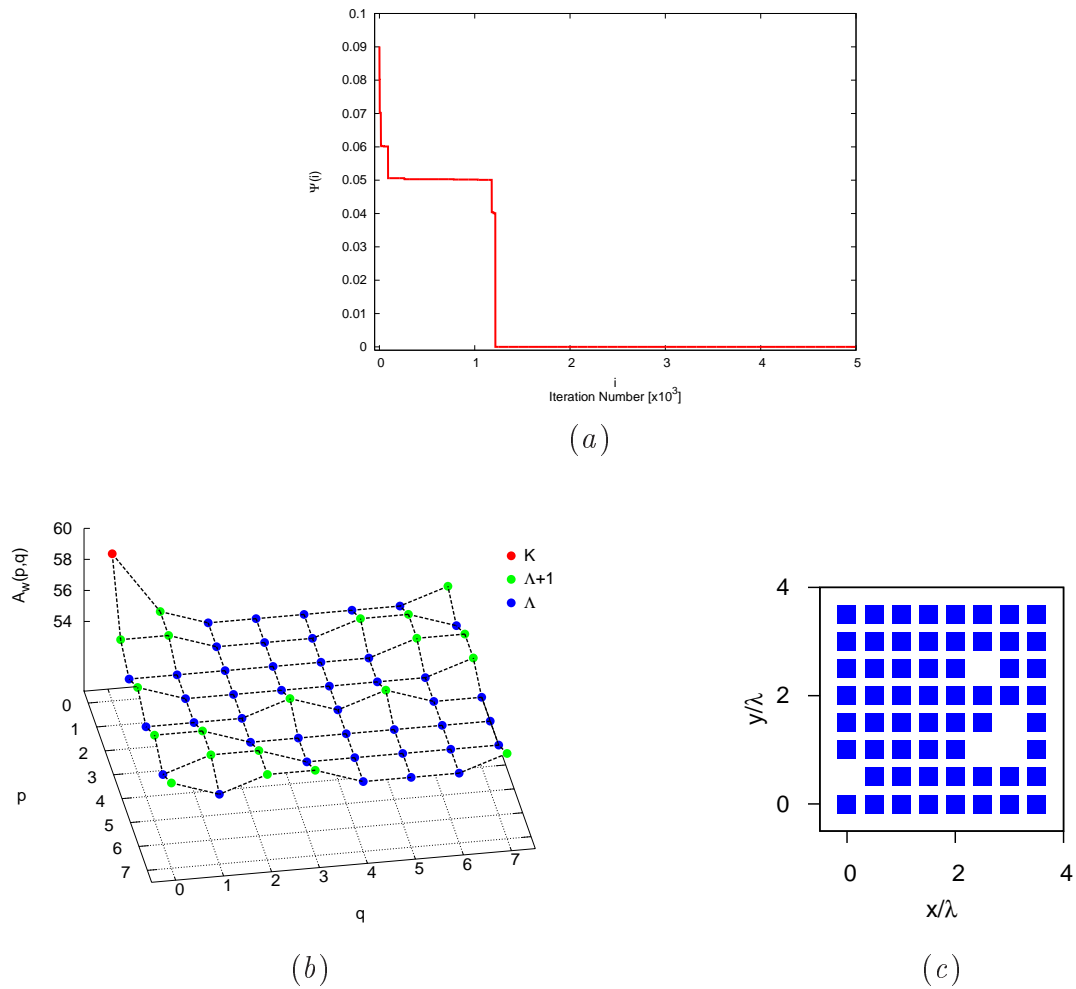 0.1
0.09
0.08
0.07
0.06
0.05
0.04
0.03
0.02
0.01
0
Ψ(i)
0 1 2 3 4 5
i
Iteration Number [x10³]
(a)
60
58
56
54
A_w(p,q)
K
Λ+1
Λ
0
1
2
3
4
5
6
7
p
0 1 2 3 4 5 6 7
q
(b)
4
2
0
y/λ
0 2 4
x/λ
(c)